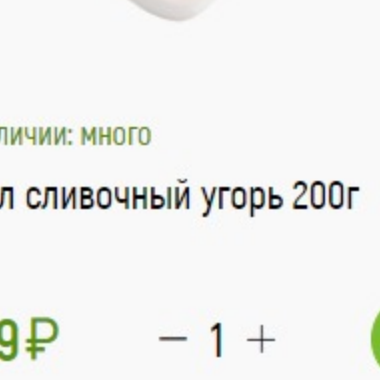 личии: много
л сливочный угорь 200г
9₽
− 1 +